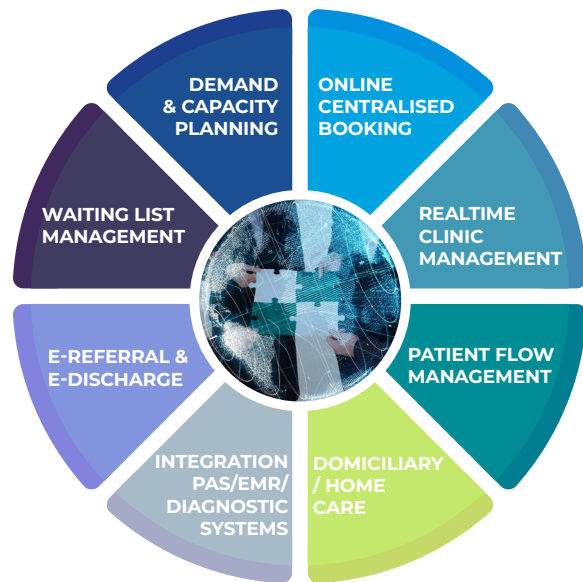 DEMAND
& CAPACITY
PLANNING
ONLINE
CENTRALISED
BOOKING
REALTIME
CLINIC
MANAGEMENT
PATIENT FLOW
MANAGEMENT
DOMICILIARY
/ HOME
CARE
INTEGRATION
PAS/EMR/
DIAGNOSTIC
SYSTEMS
E-REFERRAL &
E-DISCHARGE
WAITING LIST
MANAGEMENT